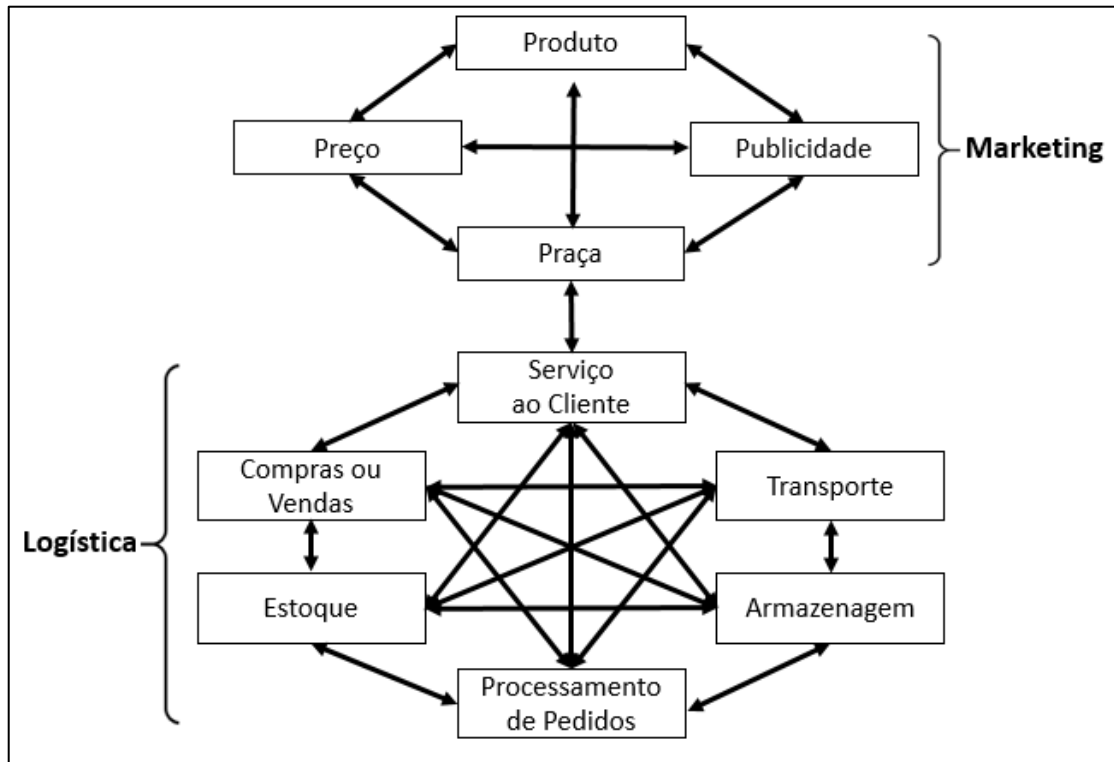 Produto
Preço
Publicidade
Marketing
Praça
Serviço
ao Cliente
Compras ou
Vendas
Transporte
Logística
Estoque
Armazenagem
Processamento
de Pedidos